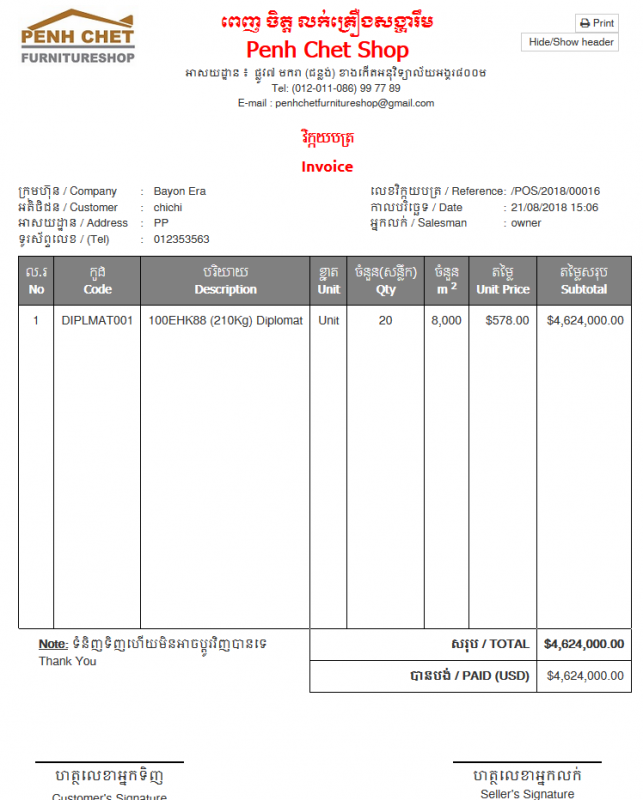 PENH CHET
FURNITURESHOP
ពេញ ចិត្ត លក់គ្រឿងសង្ហារឹម
Penh Chet Shop
អាសយដ្ឋាន ៖ ផ្លូវ៧ មករា (ជន្លង់) ខាងកើតអនុវិទ្យាល័យអង្គរ៨០០ម
Tel: (012-011-086) 99 77 89
E-mail : penhchetfurnitureshop@gmail.com
Print
Hide/Show header
វិក្កយបត្រ
Invoice
ក្រុមហ៊ុន / Company : Bayon Era
អតិថិជន / Customer : chichi
អាសយដ្ឋាន / Address : PP
ទូរស័ព្ទលេខ / (Tel) : 012353563
លេខវិក្កយបត្រ / Reference: /POS/2018/00016
កាលបរិច្ឆេទ / Date : 21/08/2018 15:06
អ្នកលក់ / Salesman : owner
ល.រ កូដ បរិយាយ ខ្នាត ចំនួន(សន្លឹក) ចំនួន តម្លៃ តម្លៃសរុប
No Code Description Unit Qty m 2 Unit Price Subtotal
1 DIPLMAT001 100EHK88 (210Kg) Diplomat Unit 20 8,000 $578.00 $4,624,000.00
សរុប / TOTAL $4,624,000.00
បានបង់ / PAID (USD) $4,624,000.00
Note: ទំនិញទិញហើយមិនអាចប្តូរវិញបានទេ
Thank You
ហត្ថលេខាអ្នកទិញ
Customer's Signature
ហត្ថលេខាអ្នកលក់
Seller's Signature